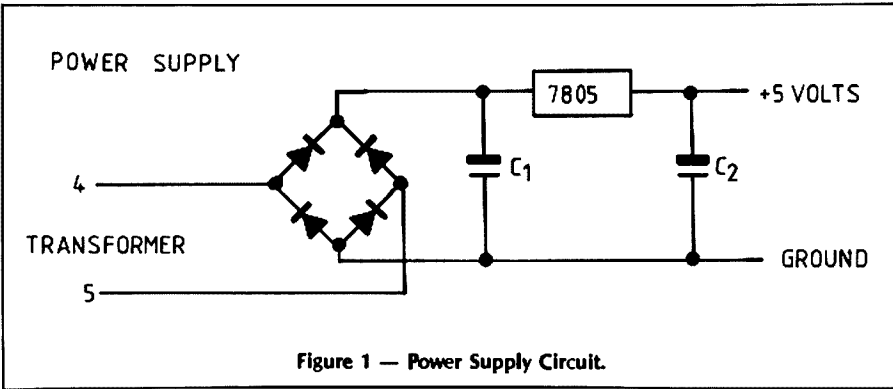 POWER SUPPLY
7805
+5 VOLTS
C1
C2
4
TRANSFORMER
GROUND
5
Figure 1 — Power Supply Circuit.